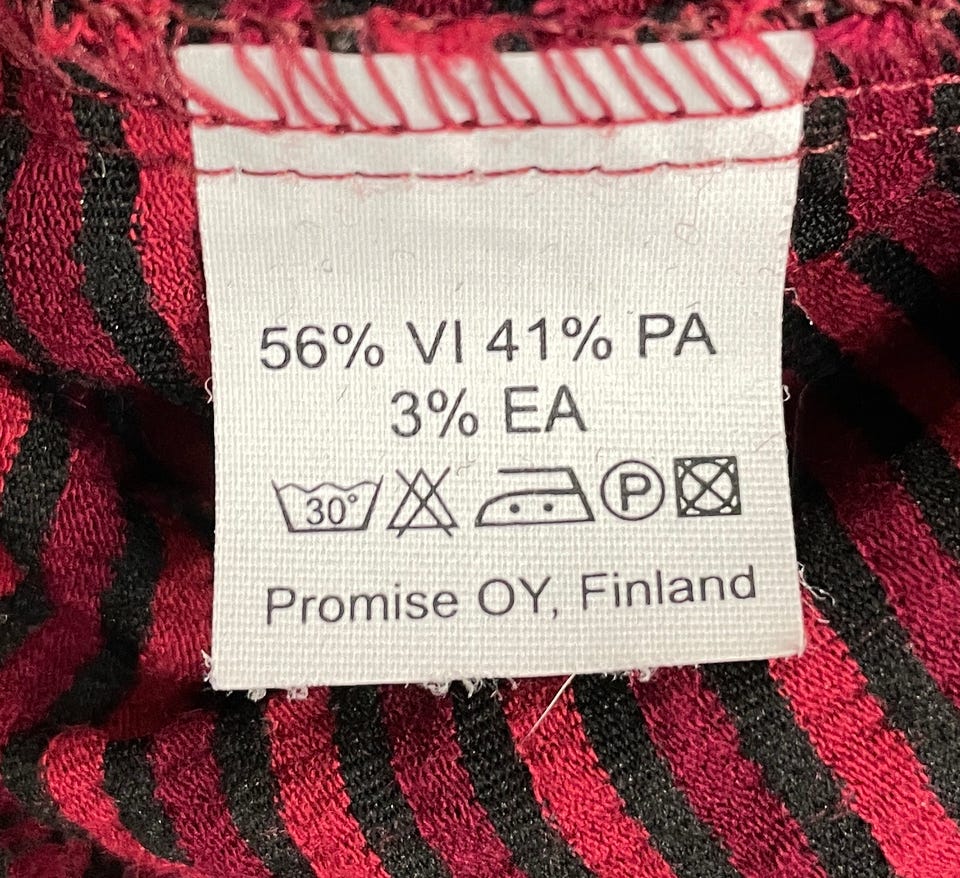 56% VI 41% PA
3% EA
30° P
Promise OY, Finland